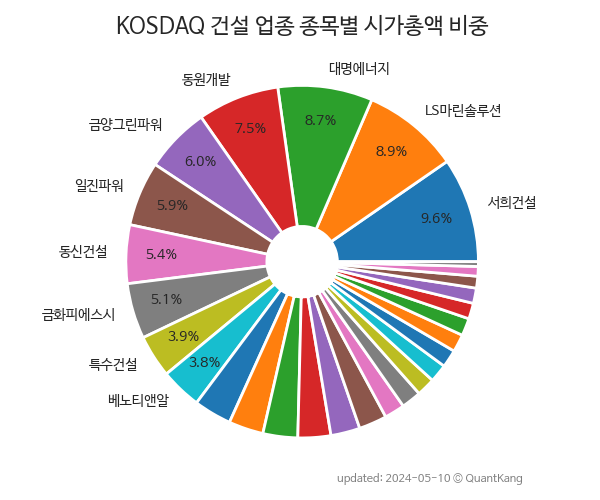 KOSDAQ 건설 업종 종목별 시가총액 비중
서희건설
9.6%
LS마린솔루션
8.9%
대명에너지
8.7%
동원개발
7.5%
금양그린파워
6.0%
일진파워
5.9%
동신건설
5.4%
금화피에스시
5.1%
특수건설
3.9%
베노티앤알
3.8%
updated: 2024-05-10 © QuantKang